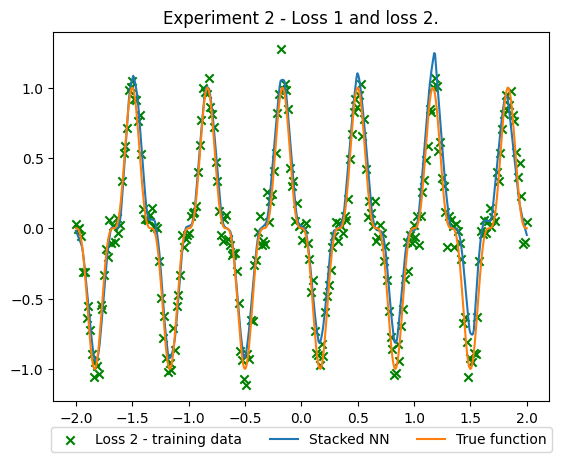 Experiment 2 - Loss 1 and loss 2.
1.0
0.5
0.0
−0.5
−1.0
−2.0 −1.5 −1.0 −0.5 0.0 0.5 1.0 1.5 2.0
Loss 2 - training data Stacked NN True function